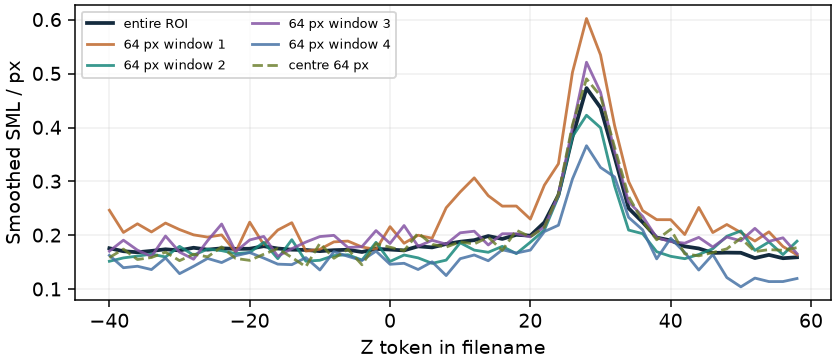 0.6
0.5
0.4
0.3
0.2
0.1
Smoothed SML / px
entire ROI
64 px window 1
64 px window 2
64 px window 3
64 px window 4
centre 64 px
−40
−20
0
20
40
60
Z token in filename